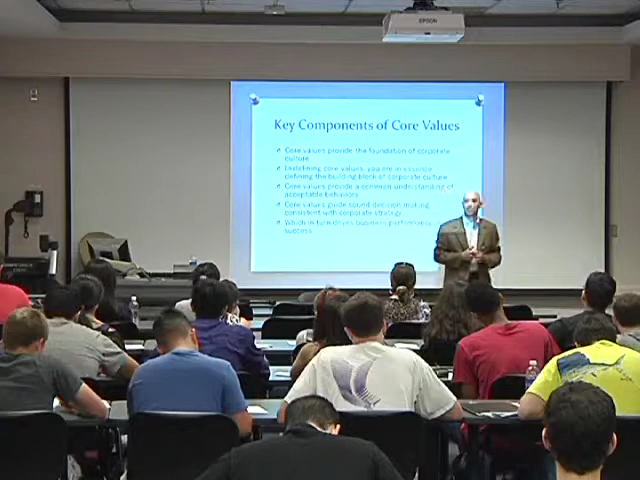 EPSON
Key Components of Core Values
Core values provide the foundation of corporate
culture
In defining core values, you are in essence
defining the building block of corporate culture
Core values provide a common understanding of
acceptable behaviors
Core values guide sound decision making
consistent with corporate strategy
Which in turn drives business performance
success